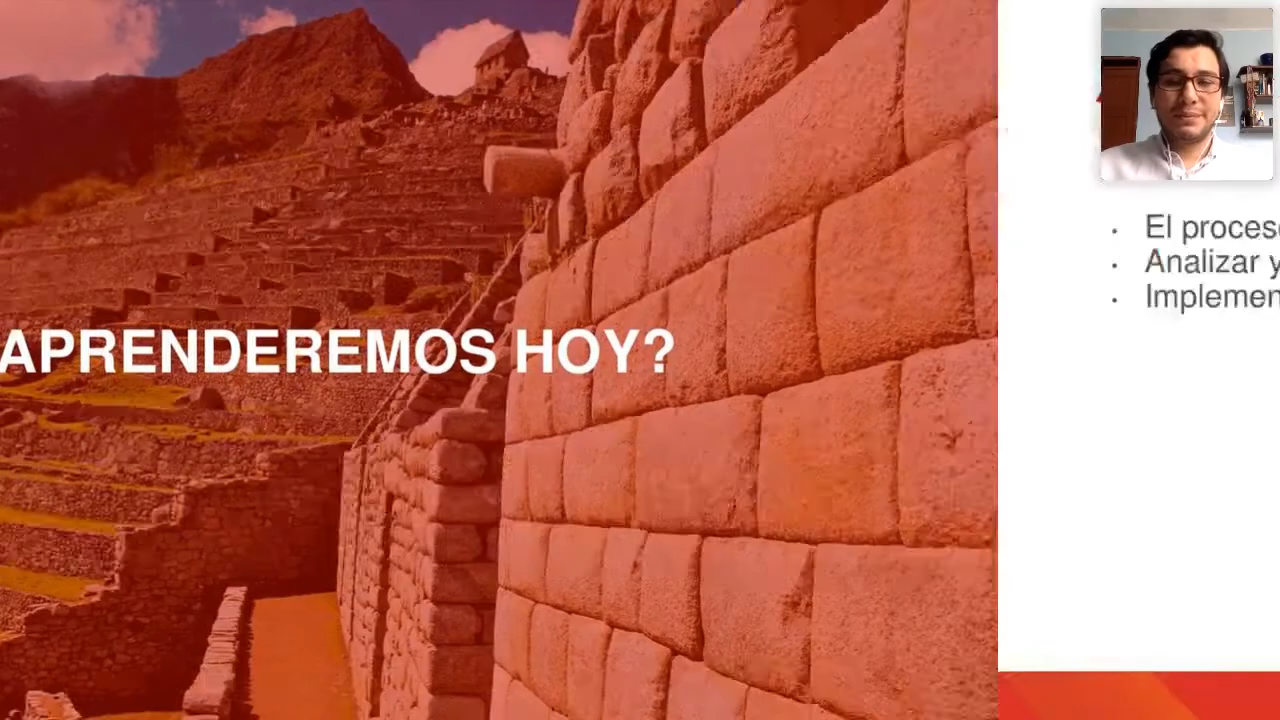 APRENDEREMOS HOY?
• El proces
• Analizar y
• Implemen